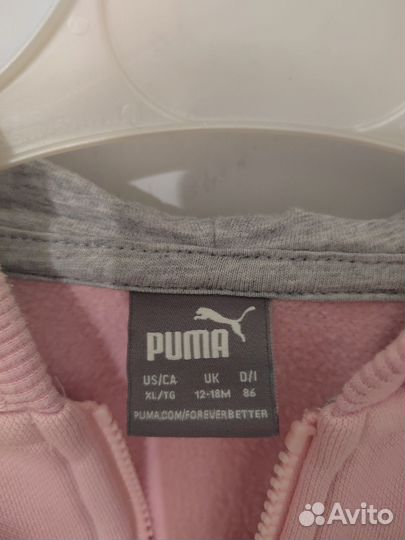 PUMA
US/CA UK D/I
XL/TG 12-18M 86
PUMA.COM/FOREVERBETTER
Avito